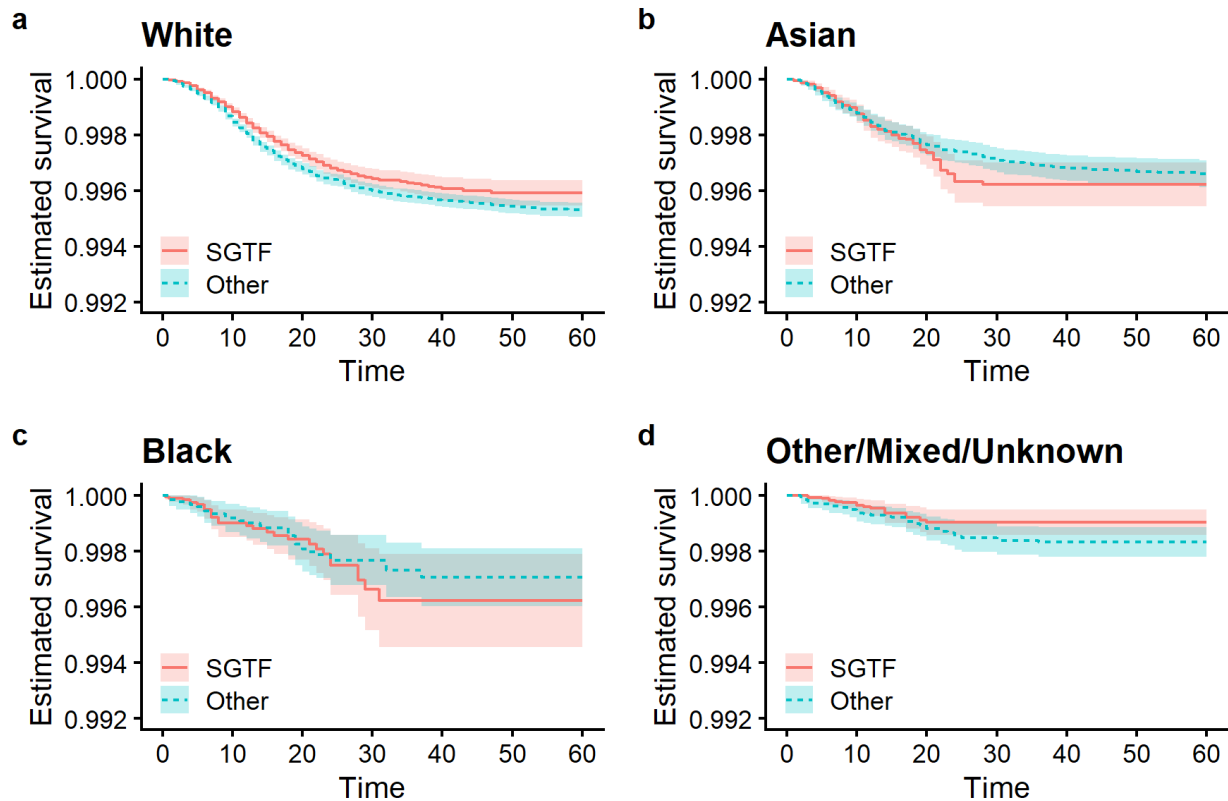 a
White
Estimated survival
1.000
0.998
0.996
0.994
0.992
SGTF
Other
0 10 20 30 40 50 60
Time
b
Asian
Estimated survival
1.000
0.998
0.996
0.994
0.992
SGTF
Other
0 10 20 30 40 50 60
Time
c
Black
Estimated survival
1.000
0.998
0.996
0.994
0.992
SGTF
Other
0 10 20 30 40 50 60
Time
d
Other/Mixed/Unknown
Estimated survival
1.000
0.998
0.996
0.994
0.992
SGTF
Other
0 10 20 30 40 50 60
Time